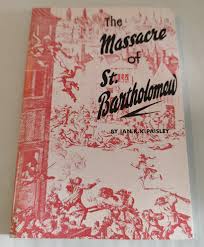 The
Massacre
of
St.
Bartholomew
BY IAN R. K. PAISLEY